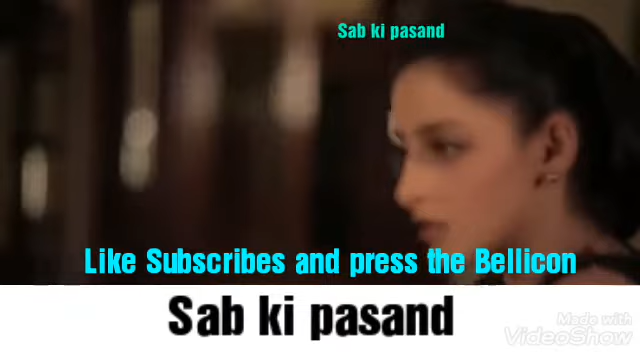 Sab ki pasand
Like Subscribes and press the Bellicon
Sab ki pasand
Made with
VideoShow